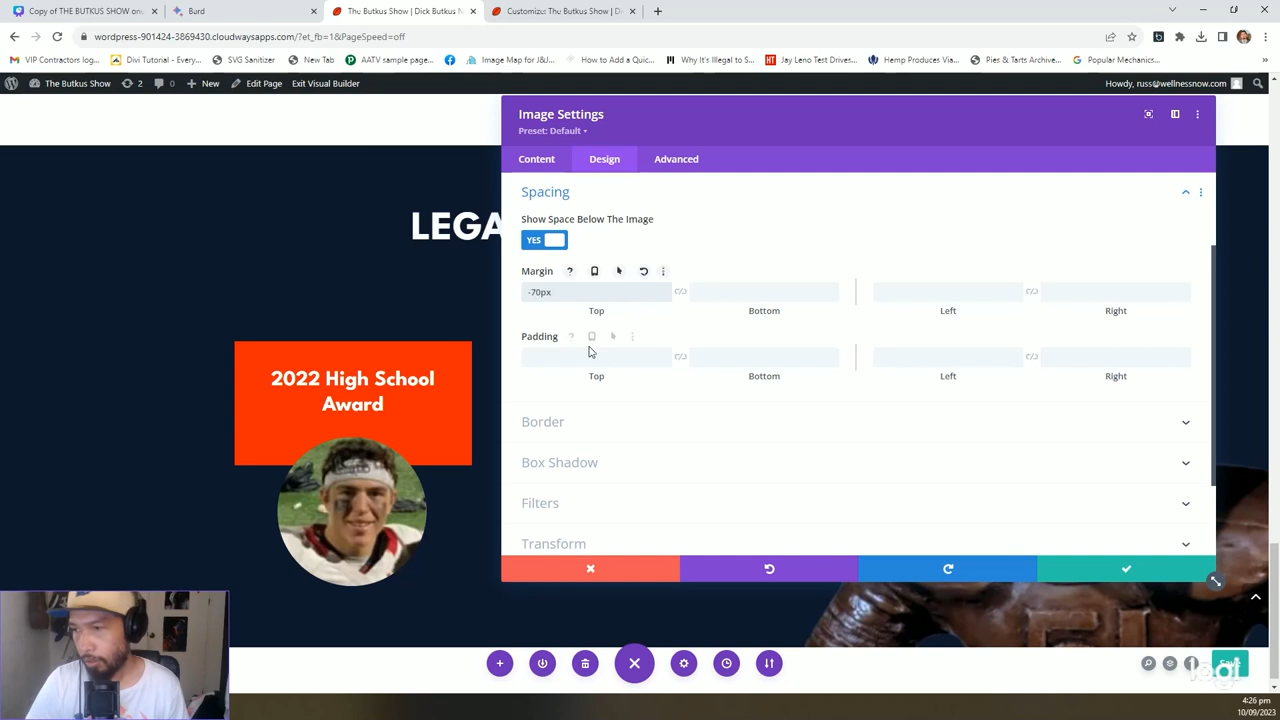 Copy of THE BUTKUS SHOW on
Burd
The Butkus Show | Dick Butkus N
Customize: The Butkus Show | Di
wordpress-901424-3869430.cloudwaysapps.com/?et_fb=1&PageSpeed=off
VIP Contractors log...
Divi Tutorial - Every...
SVG Sanitizer
New Tab
AATV sample page...
Image Map for J&J...
How to Add a Quic...
Why It's Illegal to S...
Jay Leno Test Drives...
Hemp Produces Via...
Pies & Tarts Archive...
Popular Mechanics...
The Butkus Show
2
0
New
Edit Page
Exit Visual Builder
Howdy, russ@wellnessnow.com
Image Settings
Preset: Default
Content
Design
Advanced
Spacing
Show Space Below The Image
YES
Margin
-70px
Top
Bottom
Left
Right
Padding
Top
Bottom
Left
Right
Border
Box Shadow
Filters
Transform
LEGA
2022 High School
Award
Save
4:26 pm
10/09/2023